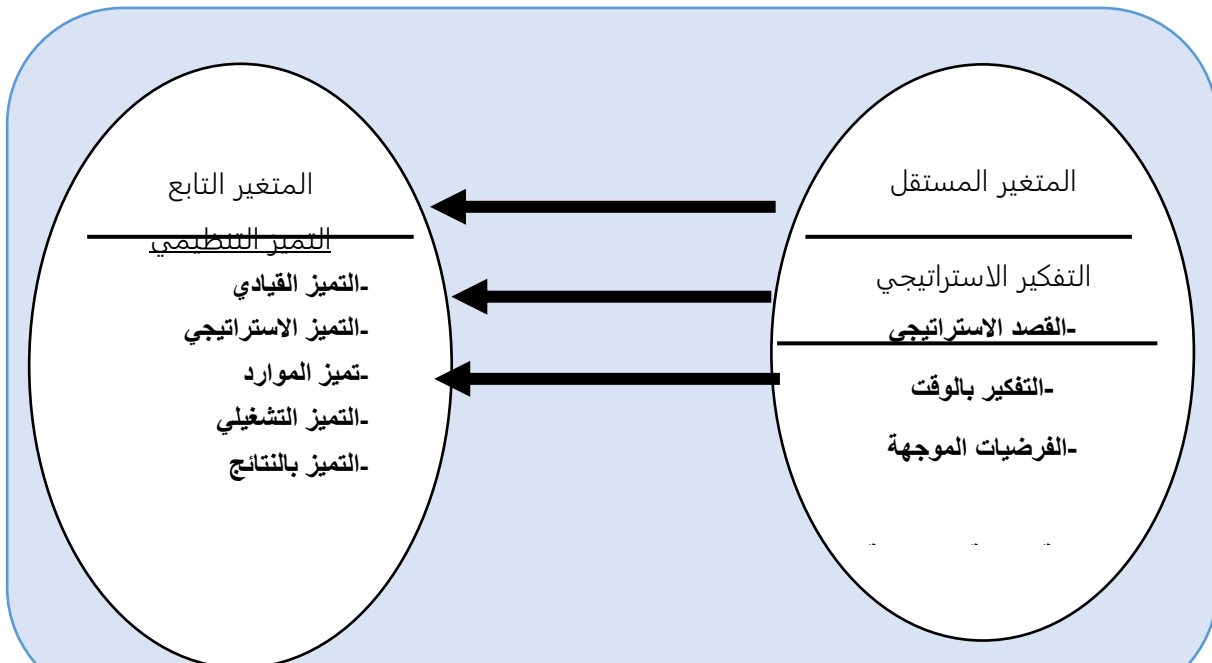 المتغير المستقل
التفكير الاستراتيجي
-القصد الاستراتيجي
-التفكير بالوقت
-الفرضيات الموجهة
المتغير التابع
التميز التنظيمي
-التميز القيادي
-التميز الاستراتيجي
-تميز الموارد
-التميز التشغيلي
-التميز بالنتائج